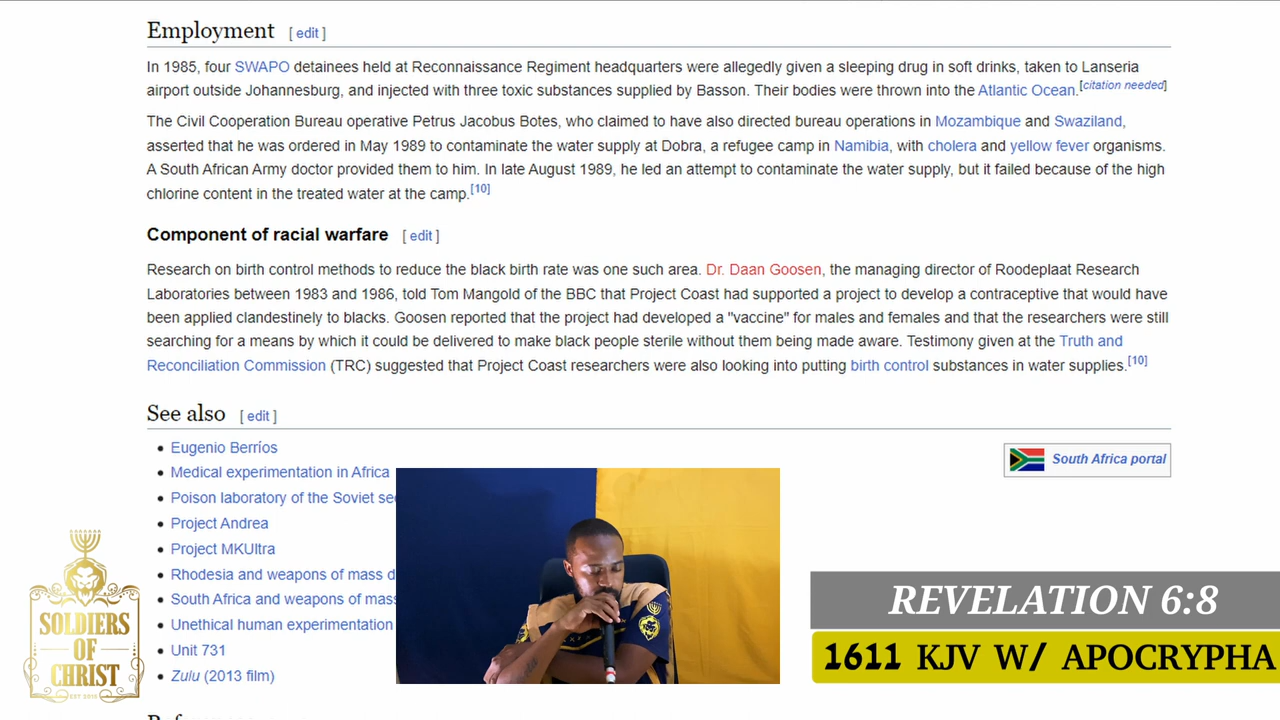 Employment [ edit ]
In 1985, four SWAPO detainees held at Reconnaissance Regiment headquarters were allegedly given a sleeping drug in soft drinks, taken to Lanseria
airport outside Johannesburg, and injected with three toxic substances supplied by Basson. Their bodies were thrown into the Atlantic Ocean.[citation needed]
The Civil Cooperation Bureau operative Petrus Jacobus Botes, who claimed to have also directed bureau operations in Mozambique and Swaziland,
asserted that he was ordered in May 1989 to contaminate the water supply at Dobra, a refugee camp in Namibia, with cholera and yellow fever organisms.
A South African Army doctor provided them to him. In late August 1989, he led an attempt to contaminate the water supply, but it failed because of the high
chlorine content in the treated water at the camp.[10]
Component of racial warfare [ edit ]
Research on birth control methods to reduce the black birth rate was one such area. Dr. Daan Goosen, the managing director of Roodeplaat Research
Laboratories between 1983 and 1986, told Tom Mangold of the BBC that Project Coast had supported a project to develop a contraceptive that would have
been applied clandestinely to blacks. Goosen reported that the project had developed a "vaccine" for males and females and that the researchers were still
searching for a means by which it could be delivered to make black people sterile without them being made aware. Testimony given at the Truth and
Reconciliation Commission (TRC) suggested that Project Coast researchers were also looking into putting birth control substances in water supplies.[10]
See also [ edit ]
Eugenio Berríos
South Africa portal
Medical experimentation in Africa
Poison laboratory of the Soviet
Project Andrea
Project MKUltra
Rhodesia and weapons of mass
South Africa and weapons of mass
Unethical human experimentation
Unit 731
Zulu (2013 film)
SOLDIERS
OF
CHRIST
EST 2015
REVELATION 6:8
1611 KJV W/ APOCRYPHA